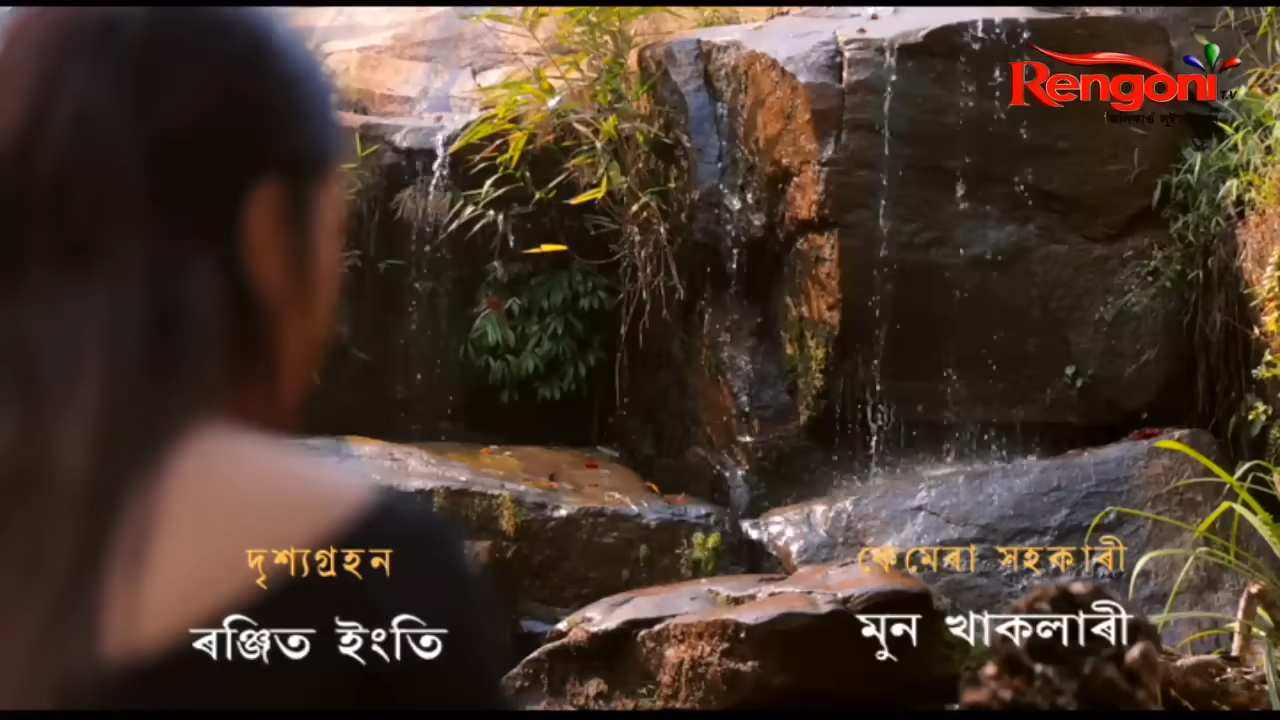 Rengoni
T.V
দৃশ্যগ্ৰহন
কেমেৰা সহকাৰী
ৰঞ্জিত ইংতি
মুন খাকলাৰী